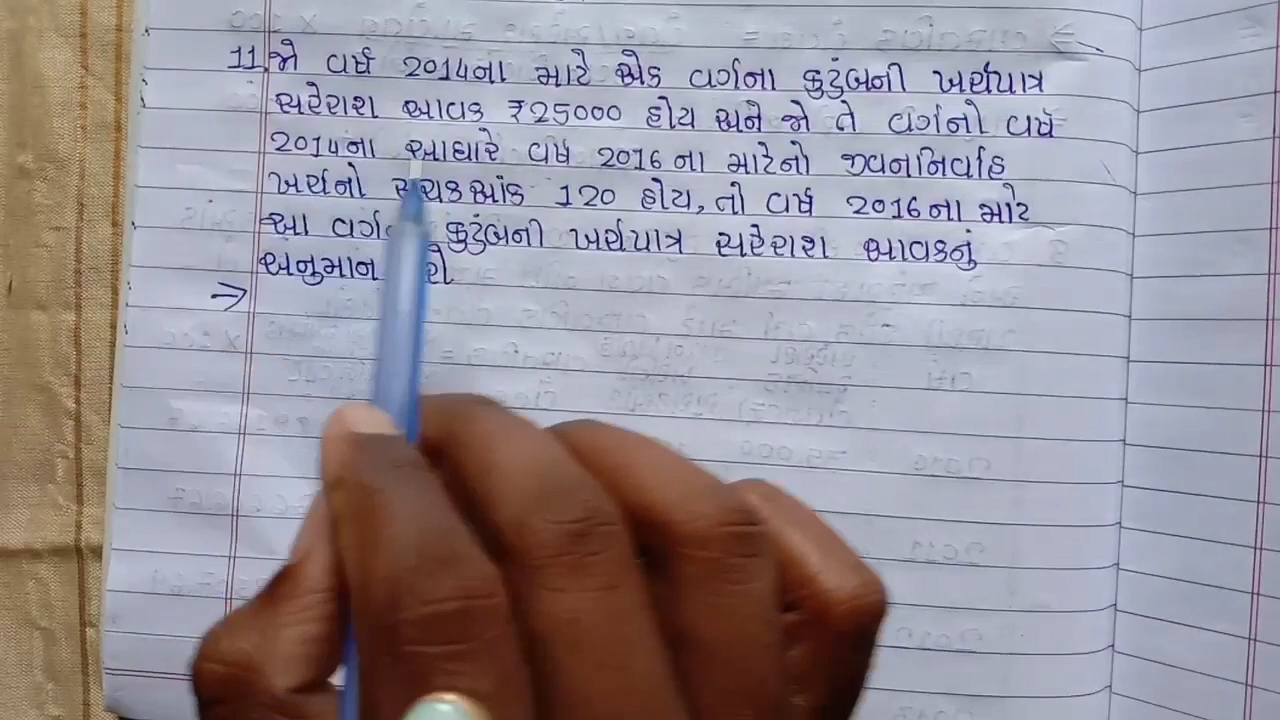 11. જો વર્ષ 2014ના માટે એક વર્ગના કુટુંબની ખર્ચપાત્ર
સરેરાશ આવક ₹25000 હોય અને જો તે વર્ગનો વર્ષ
2014ના આધારે વર્ષ 2016ના માટેનો જીવનનિર્વાહ
ખર્ચનો સૂચકઆંક 120 હોય, તો વર્ષ 2016ના માટે
આ કુટુંબની ખર્ચપાત્ર સરેરાશ આવકનું
અનુમાન
⇒